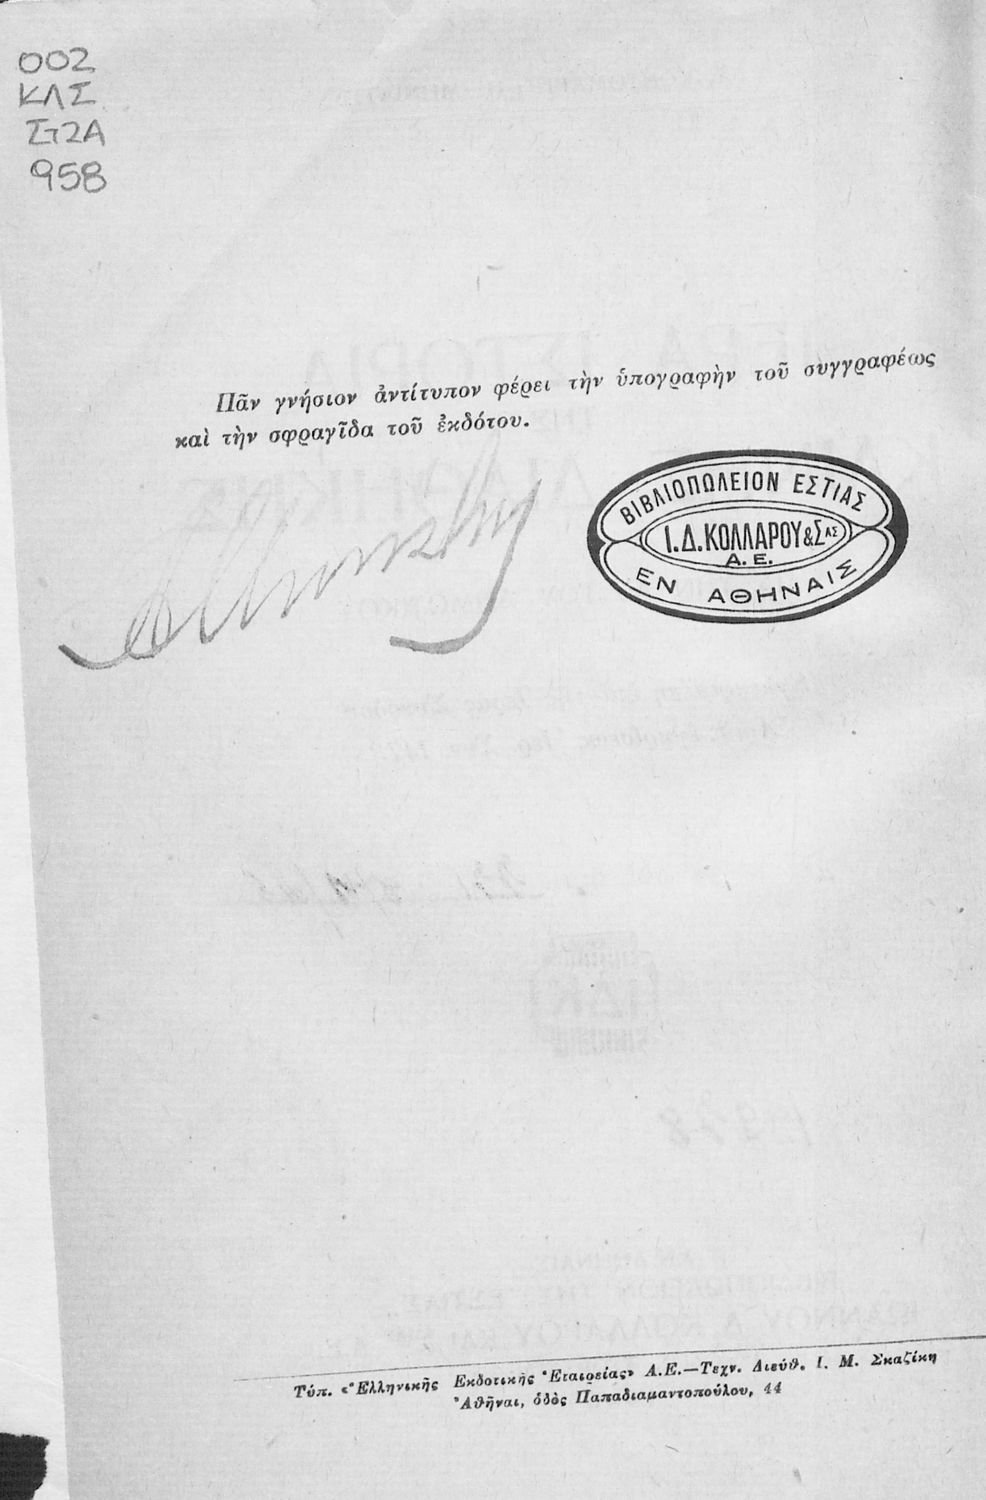 002
ΚΛΣ
ΣΤ2Α
958
Πᾶν γνήσιον ἀντίτυπον φέρει τὴν ὑπογραφὴν τοῦ συγγραφέως
καὶ τὴν σφραγῖδα τοῦ ἐκδότου.
ΒΙΒΛΙΟΠΩΛΕΙΟΝ ΕΣΤΙΑΣ
Ι.Δ. ΚΟΛΛΑΡΟΥ & ΣΑΣ
Α.Ε.
ΕΝ ΑΘΗΝΑΙΣ
Τύπ. «Ἑλληνικῆς Ἐκδοτικῆς Ἑταιρείας» Α.Ε.—Τεχν. Διεύθ. Ι. Μ. Σκαζίκη
Ἀθῆναι, ὁδὸς Παπαδιαμαντοπούλου, 44